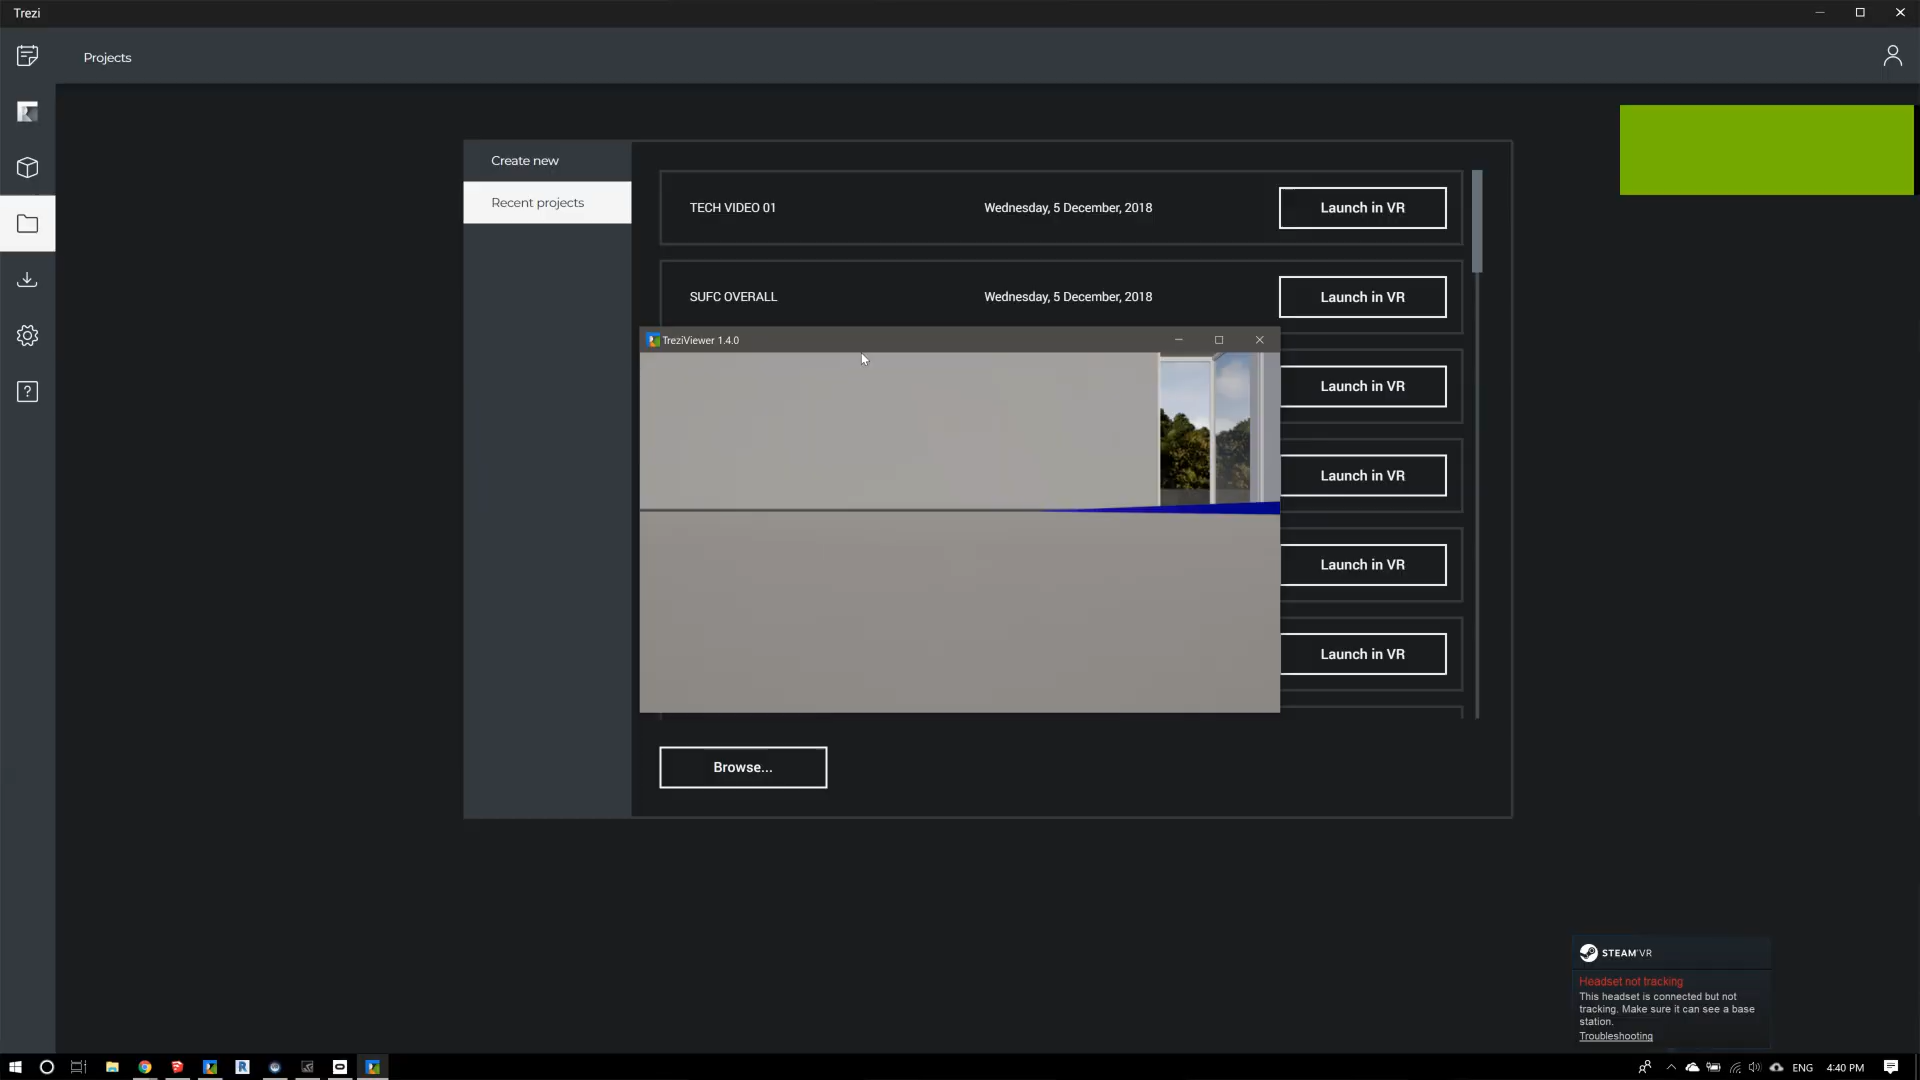 Trezi
Projects
Create new
Recent projects
TECH VIDEO 01
Wednesday, 5 December, 2018
Launch in VR
SUFC OVERALL
Wednesday, 5 December, 2018
Launch in VR
TreziViewer 1.4.0
Launch in VR
Launch in VR
Launch in VR
Launch in VR
Browse...
STEAM VR
Headset not tracking
This headset is connected but not
tracking. Make sure it can see a base
station.
Troubleshooting
ENG
4:40 PM